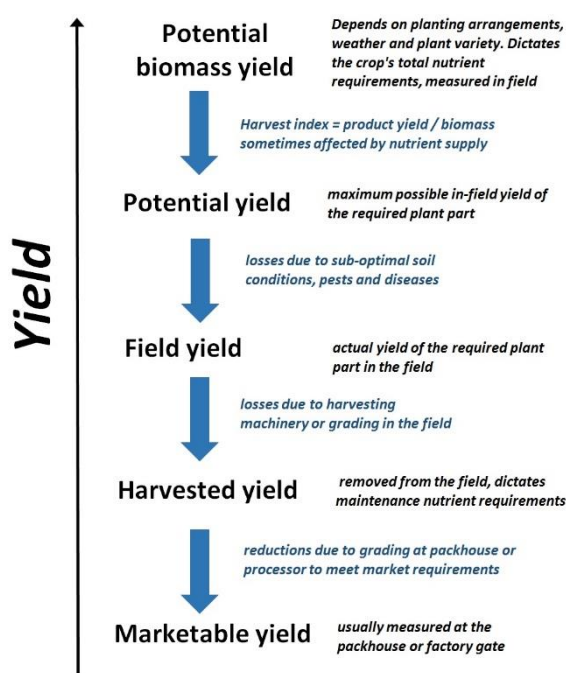 Yield
Potential
biomass yield
Depends on planting arrangements,
weather and plant variety. Dictates
the crop's total nutrient
requirements, measured in field
Harvest index = product yield / biomass
sometimes affected by nutrient supply
Potential yield
maximum possible in-field yield of
the required plant part
losses due to sub-optimal soil
conditions, pests and diseases
Field yield
actual yield of the required plant
part in the field
losses due to harvesting
machinery or grading in the field
Harvested yield
removed from the field, dictates
maintenance nutrient requirements
reductions due to grading at packhouse or
processor to meet market requirements
Marketable yield
usually measured at the
packhouse or factory gate